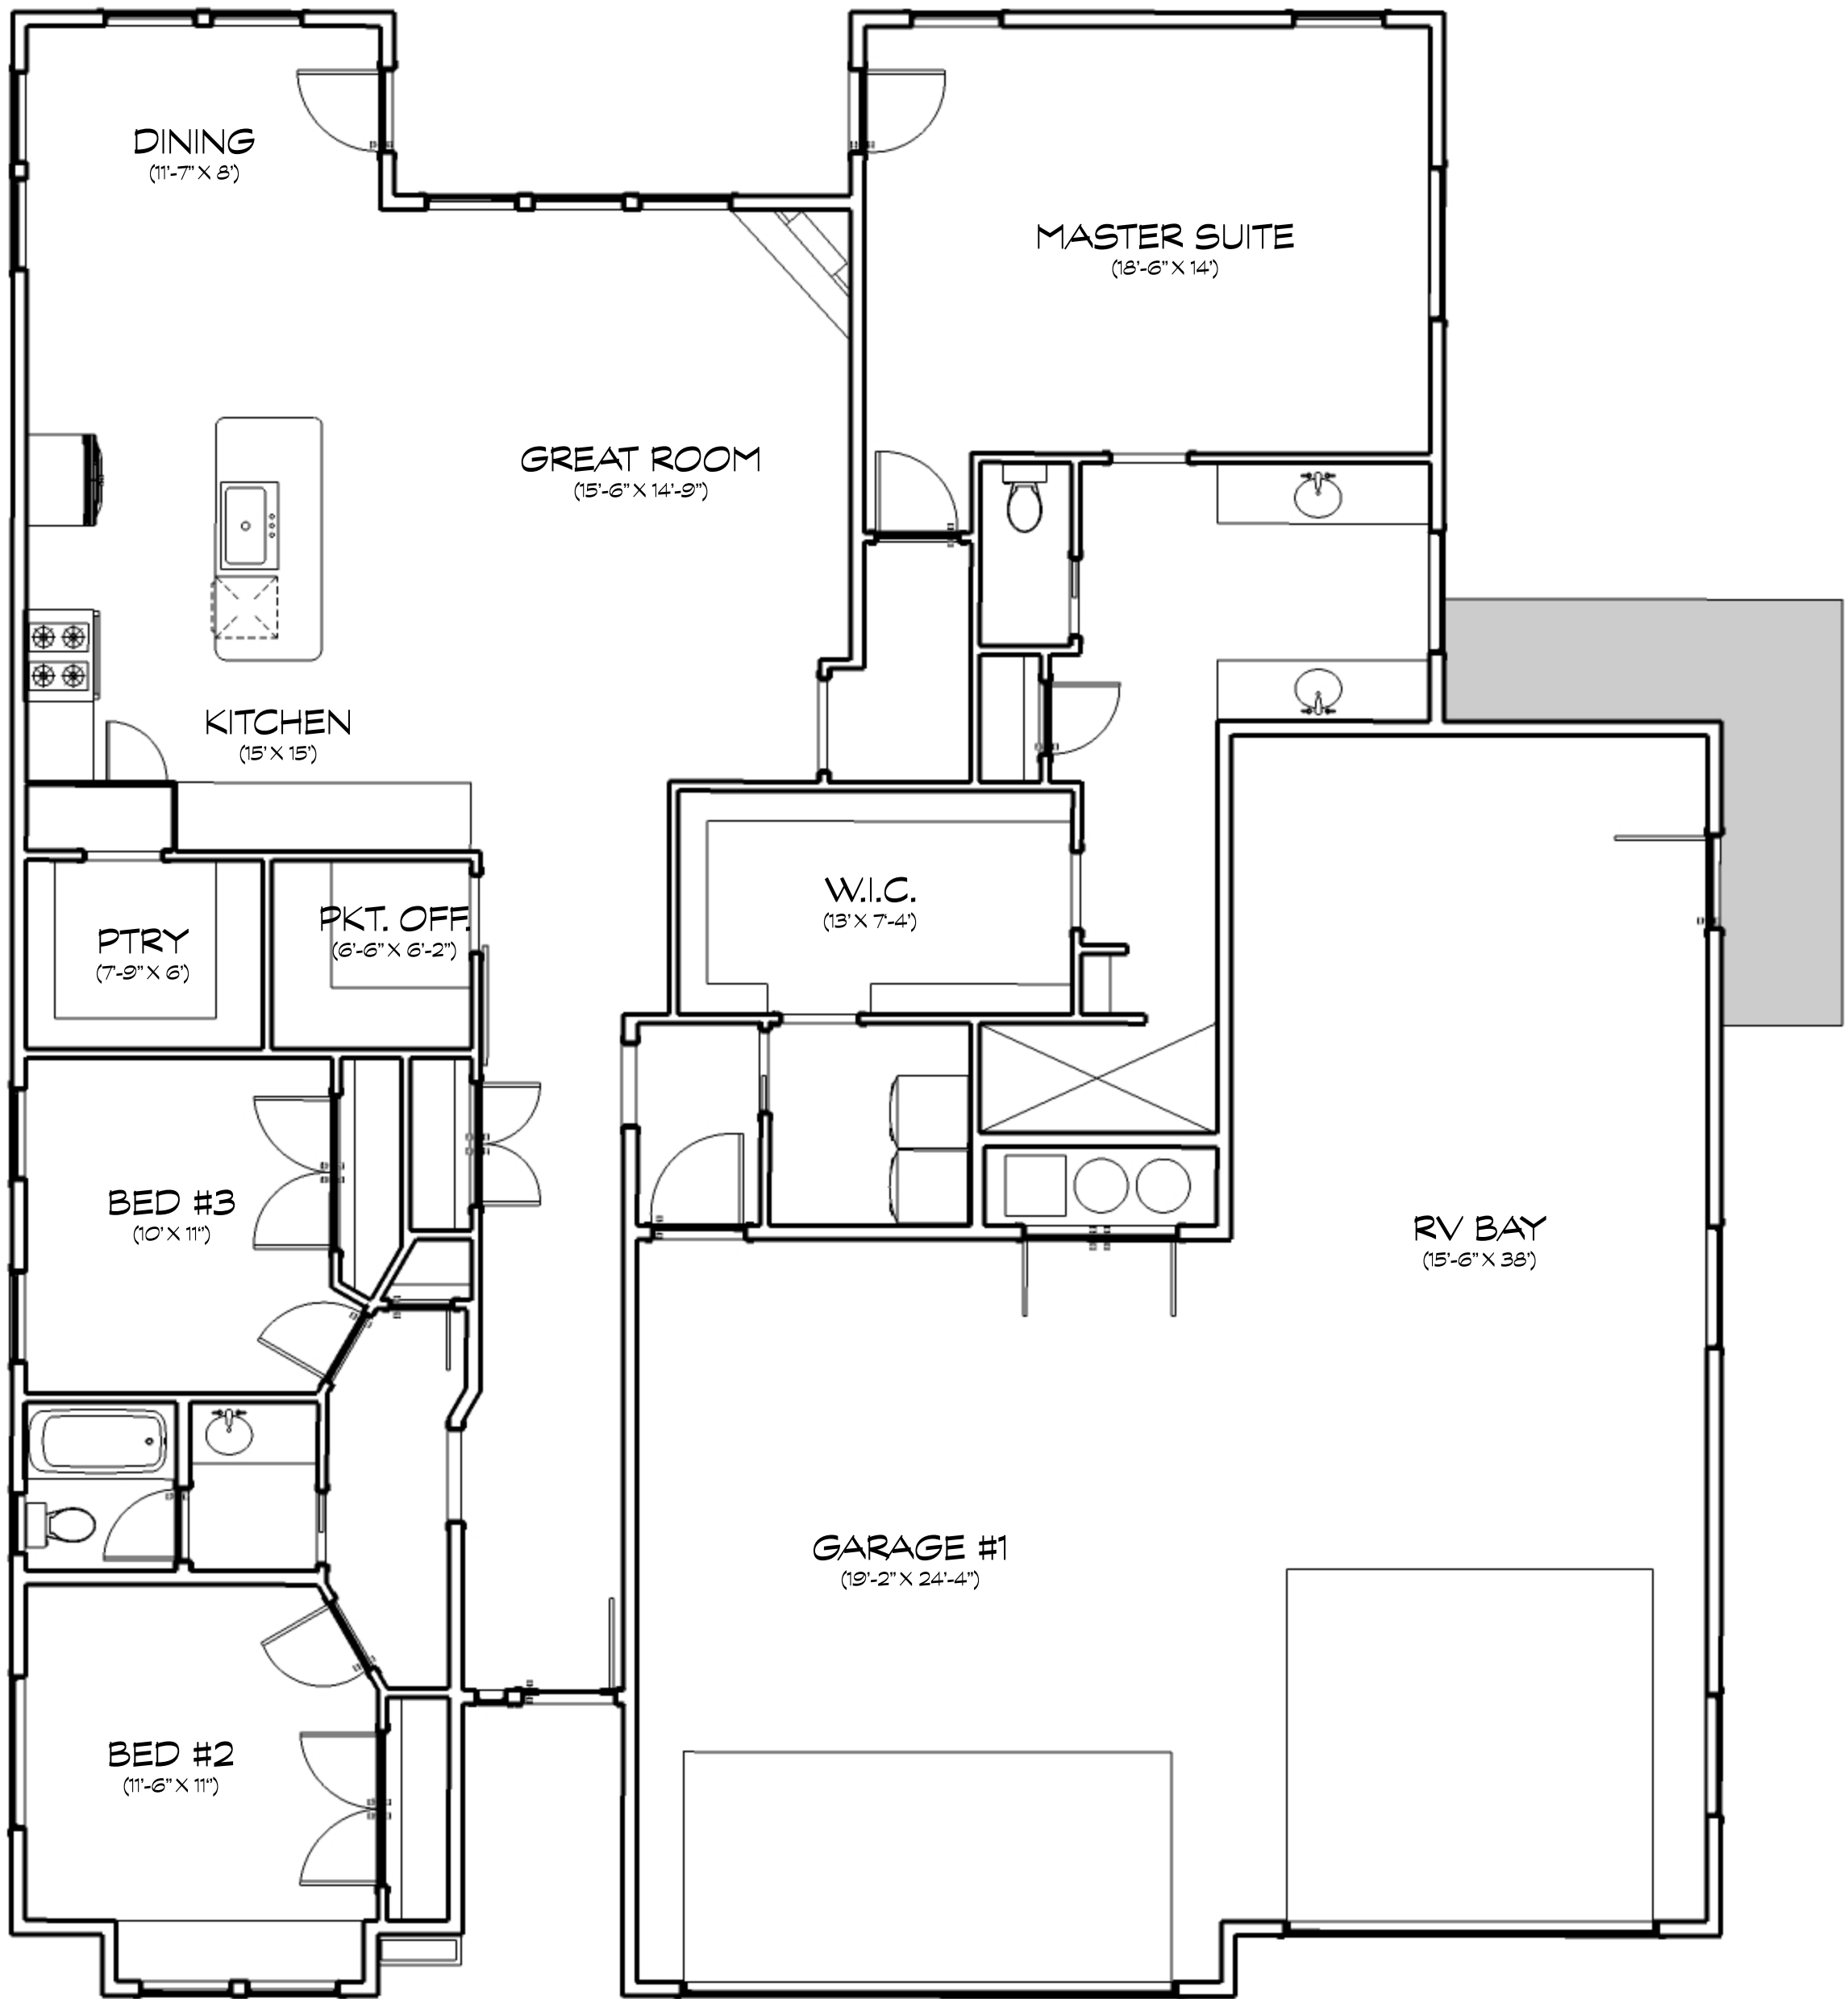 DINING
(11'-7" X 8')
MASTER SUITE
(18'-6" X 14')
GREAT ROOM
(15'-6" X 14'-9")
KITCHEN
(15' X 15')
W.I.C.
(13' X 7'-4')
PKT. OFF.
(6'-6" X 6'-2")
PTRY
(7'-9" X 6')
BED #3
(10' X 11")
RV BAY
(15'-6" X 38')
GARAGE #1
(19'-2" X 24'-4")
BED #2
(11'-6" X 11")